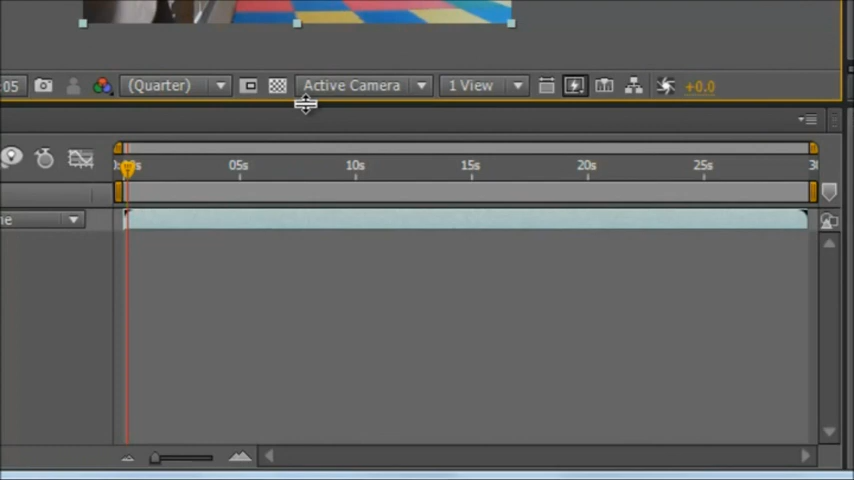 :05 (Quarter) Active Camera 1 View +0.0
05s 10s 15s 20s 25s